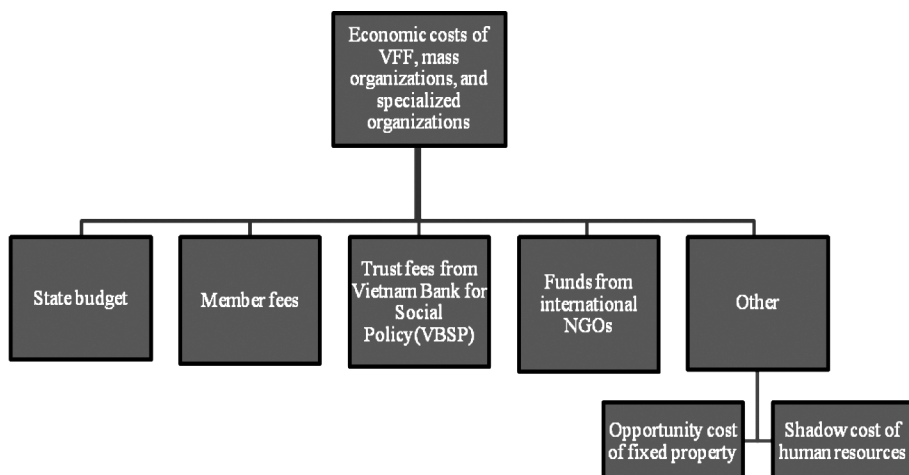 Economic costs of
VFF, mass
organizations, and
specialized
organizations
State budget
Member fees
Trust fees from
Vietnam Bank for
Social
Policy(VBSP)
Funds from
international
NGOs
Other
Opportunity cost
of fixed property
Shadow cost of
human resources